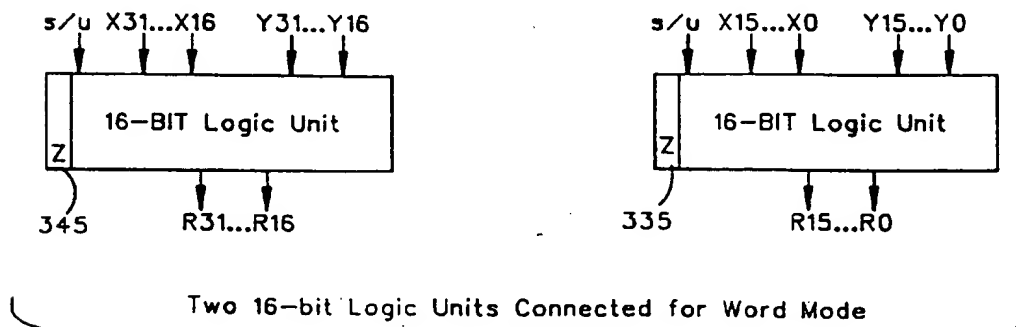 s/u X31...X16 Y31...Y16
s/u X15...X0 Y15...Y0
16-BIT Logic Unit
16-BIT Logic Unit
Z
Z
345
R31...R16
335
R15...R0
Two 16-bit Logic Units Connected for Word Mode